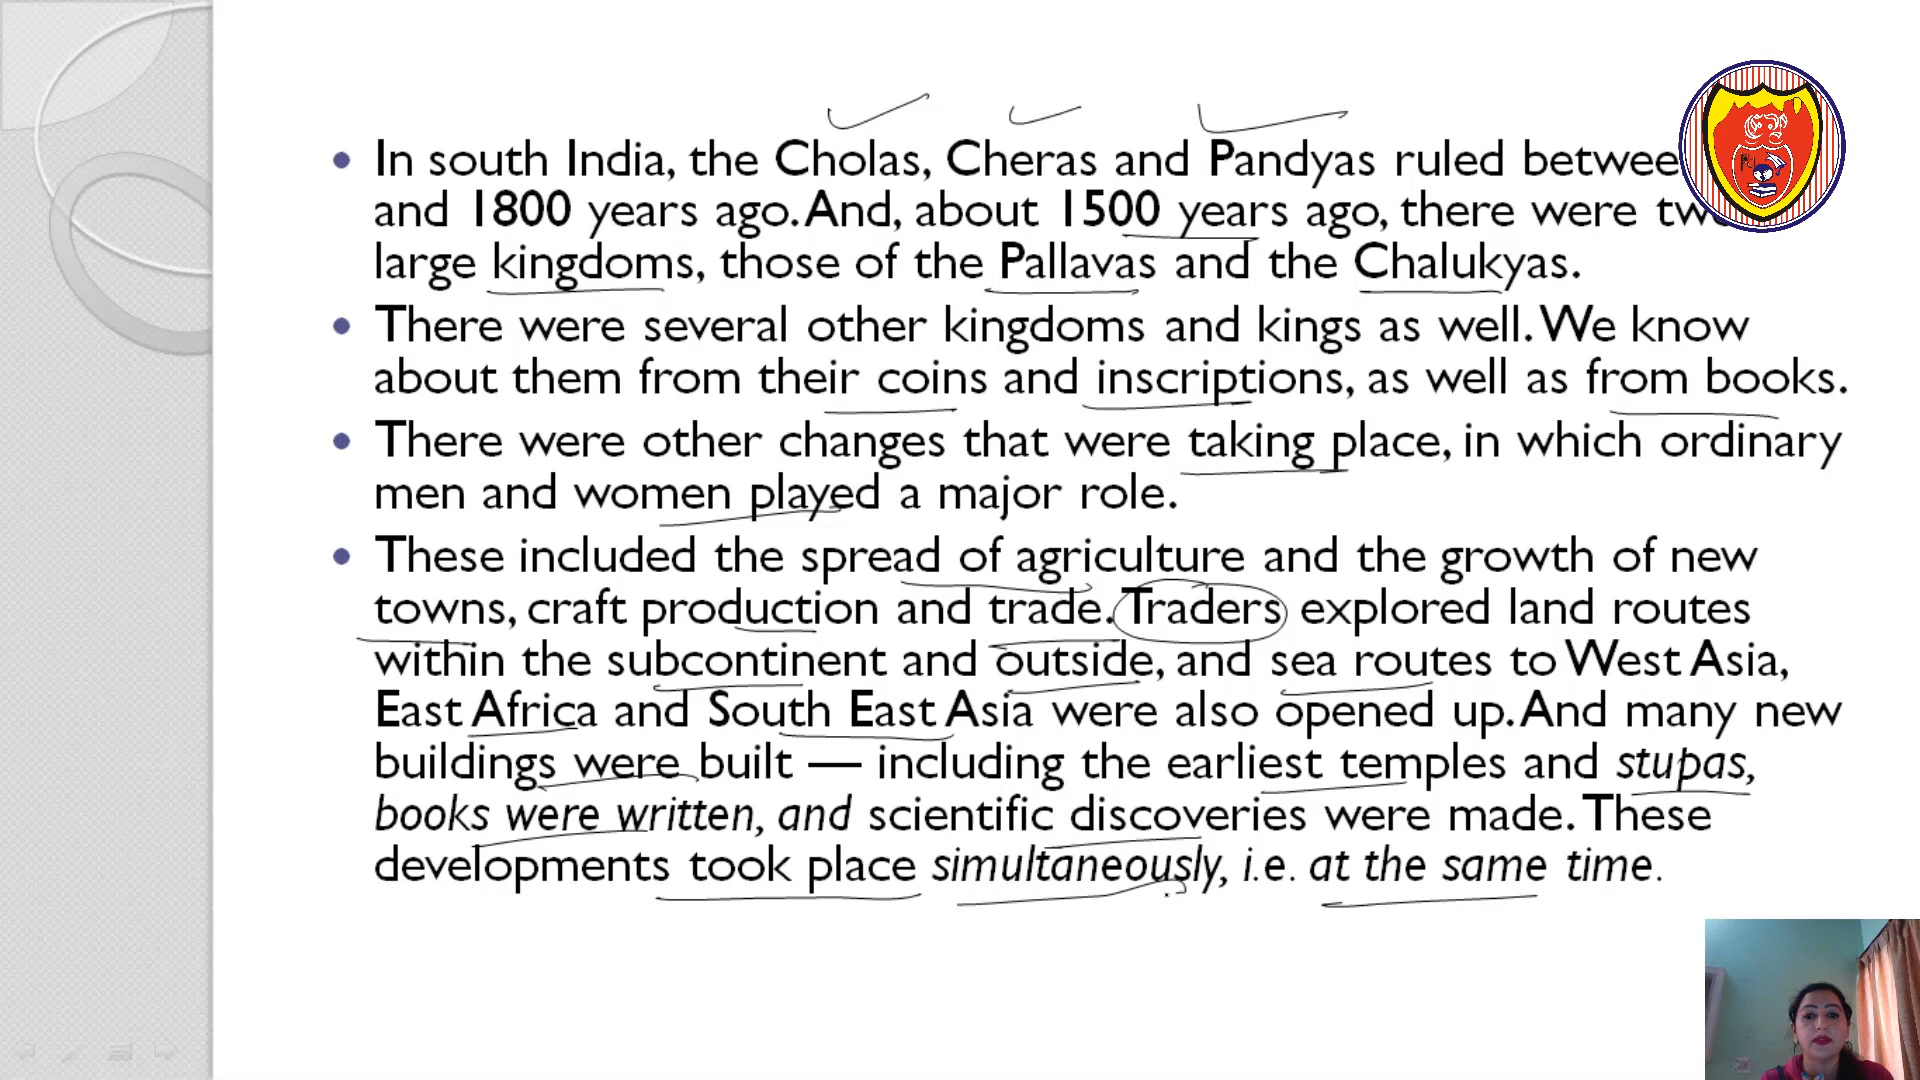 In south India, the Cholas, Cheras and Pandyas ruled
and 1800 years ago. And, about 1500 years ago, there were
large kingdoms, those of the Pallavas and the Chalukyas.
There were several other kingdoms and kings as well. We know
about them from their coins and inscriptions, as well as from books.
There were other changes that were taking place, in which ordinary
men and women played a major role.
These included the spread of agriculture and the growth of new
towns, craft production and trade. Traders explored land routes
within the subcontinent and outside, and sea routes to West Asia,
East Africa and South East Asia were also opened up. And many new
buildings were built — including the earliest temples and stupas,
books were written, and scientific discoveries were made. These
developments took place simultaneously, i.e. at the same time.